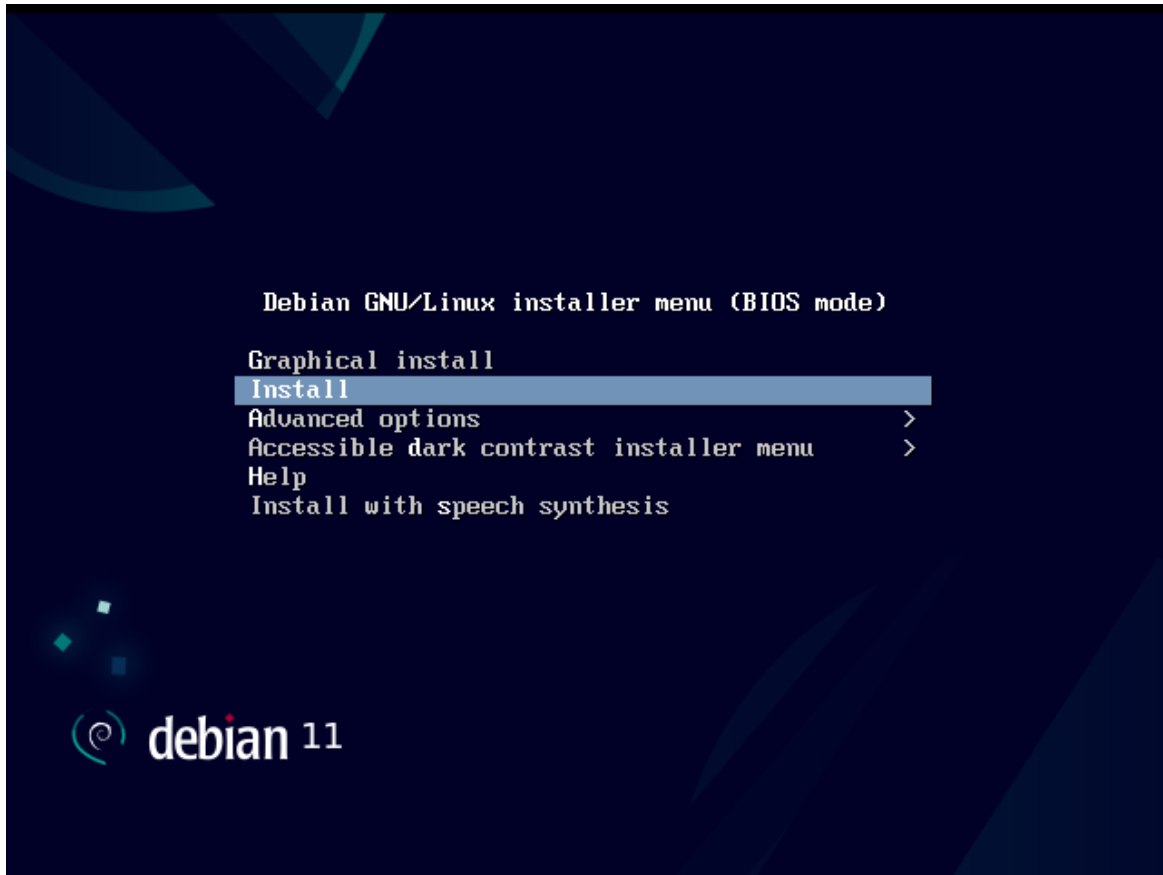 Debian GNU/Linux installer menu (BIOS mode)
Graphical install
Install
Advanced options >
Accessible dark contrast installer menu >
Help
Install with speech synthesis
debian 11